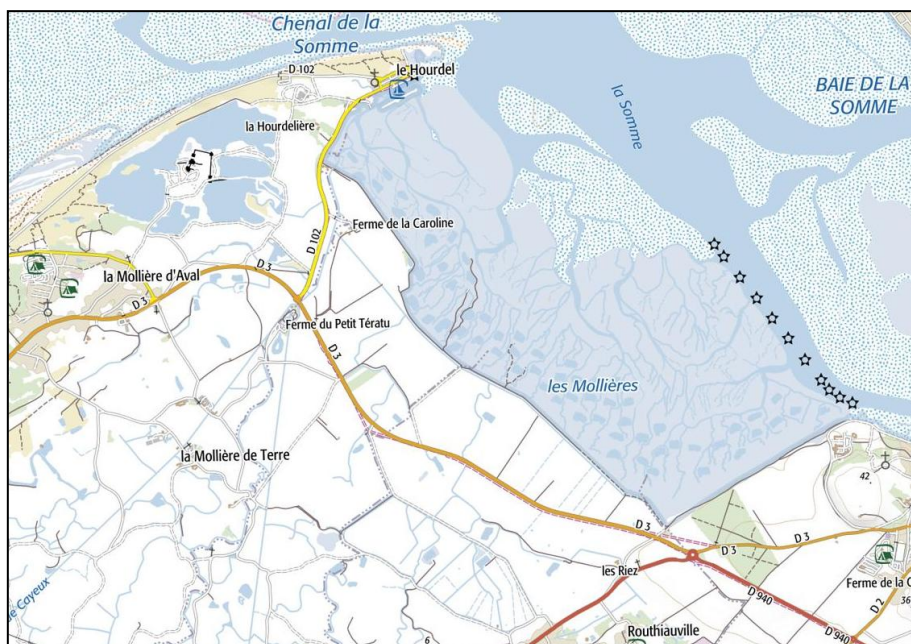 Chenal de la
Somme
D 102
le Hourdel
la Somme
BAIE DE LA
SOMME
la Hourdelière
Ferme de la Caroline
D 102
la Mollière d'Aval
D 3
D 3
Ferme du Petit Tératu
D 3
les Mollières
la Mollière de Terre
42
D 3
D 3
D 3
les Riez
D 940
D 940
Ferme de la
D 2
36
Routhiauville
6
de Cayeux